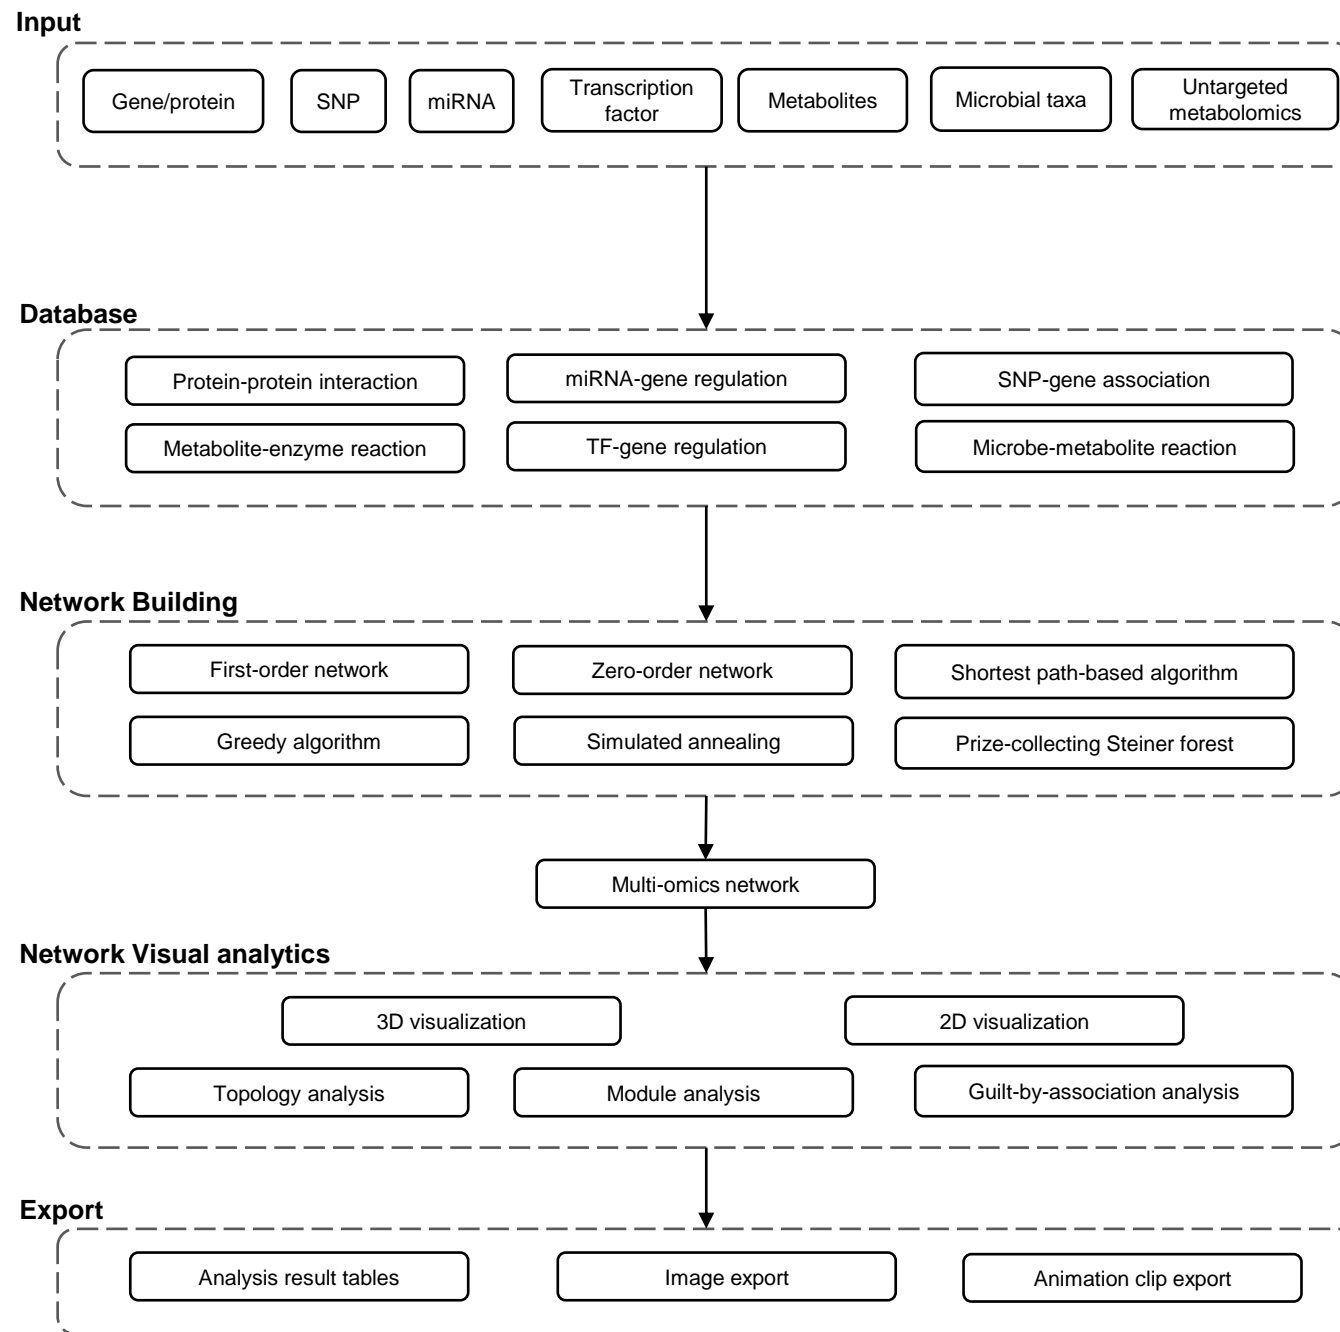 Input
Gene/protein
SNP
miRNA
Transcription
factor
Metabolites
Microbial taxa
Untargeted
metabolomics
Database
Protein-protein interaction
miRNA-gene regulation
SNP-gene association
Metabolite-enzyme reaction
TF-gene regulation
Microbe-metabolite reaction
Network Building
First-order network
Zero-order network
Shortest path-based algorithm
Greedy algorithm
Simulated annealing
Prize-collecting Steiner forest
Multi-omics network
Network Visual analytics
3D visualization
2D visualization
Topology analysis
Module analysis
Guilt-by-association analysis
Export
Analysis result tables
Image export
Animation clip export